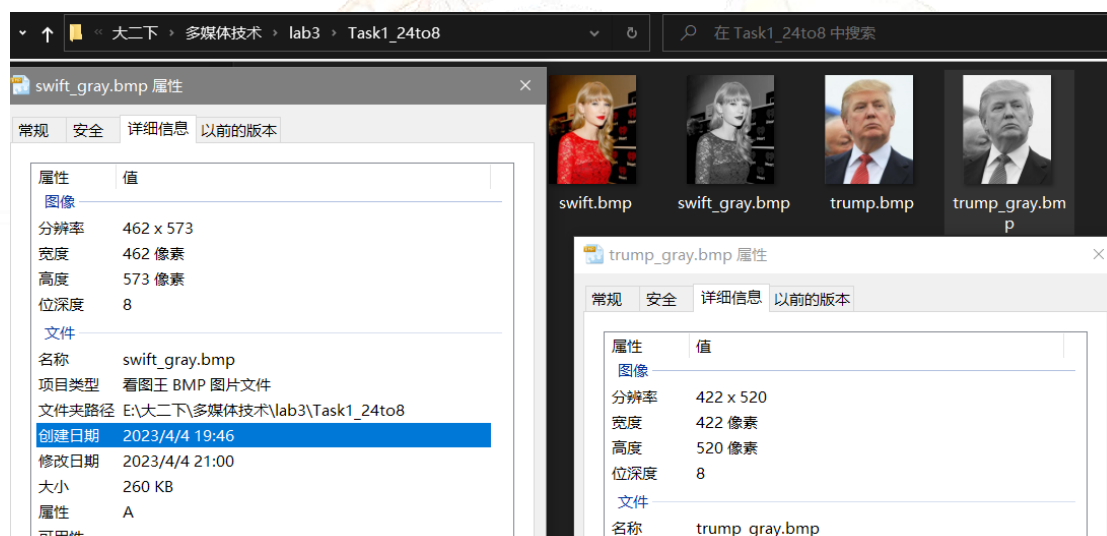 « 大二下 › 多媒体技术 › lab3 › Task1_24to8
在 Task1_24to8 中搜索
swift_gray.bmp 属性
常规 安全 详细信息 以前的版本
属性 值
图像
分辨率 462 x 573
宽度 462 像素
高度 573 像素
位深度 8
文件
名称 swift_gray.bmp
项目类型 看图王 BMP 图片文件
文件夹路径 E:\大二下\多媒体技术\lab3\Task1_24to8
创建日期 2023/4/4 19:46
修改日期 2023/4/4 21:00
大小 260 KB
属性 A
可用性
swift.bmp
swift_gray.bmp
trump.bmp
trump_gray.bm
p
trump_gray.bmp 属性
常规 安全 详细信息 以前的版本
属性 值
图像
分辨率 422 x 520
宽度 422 像素
高度 520 像素
位深度 8
文件
名称 trump_gray.bmp